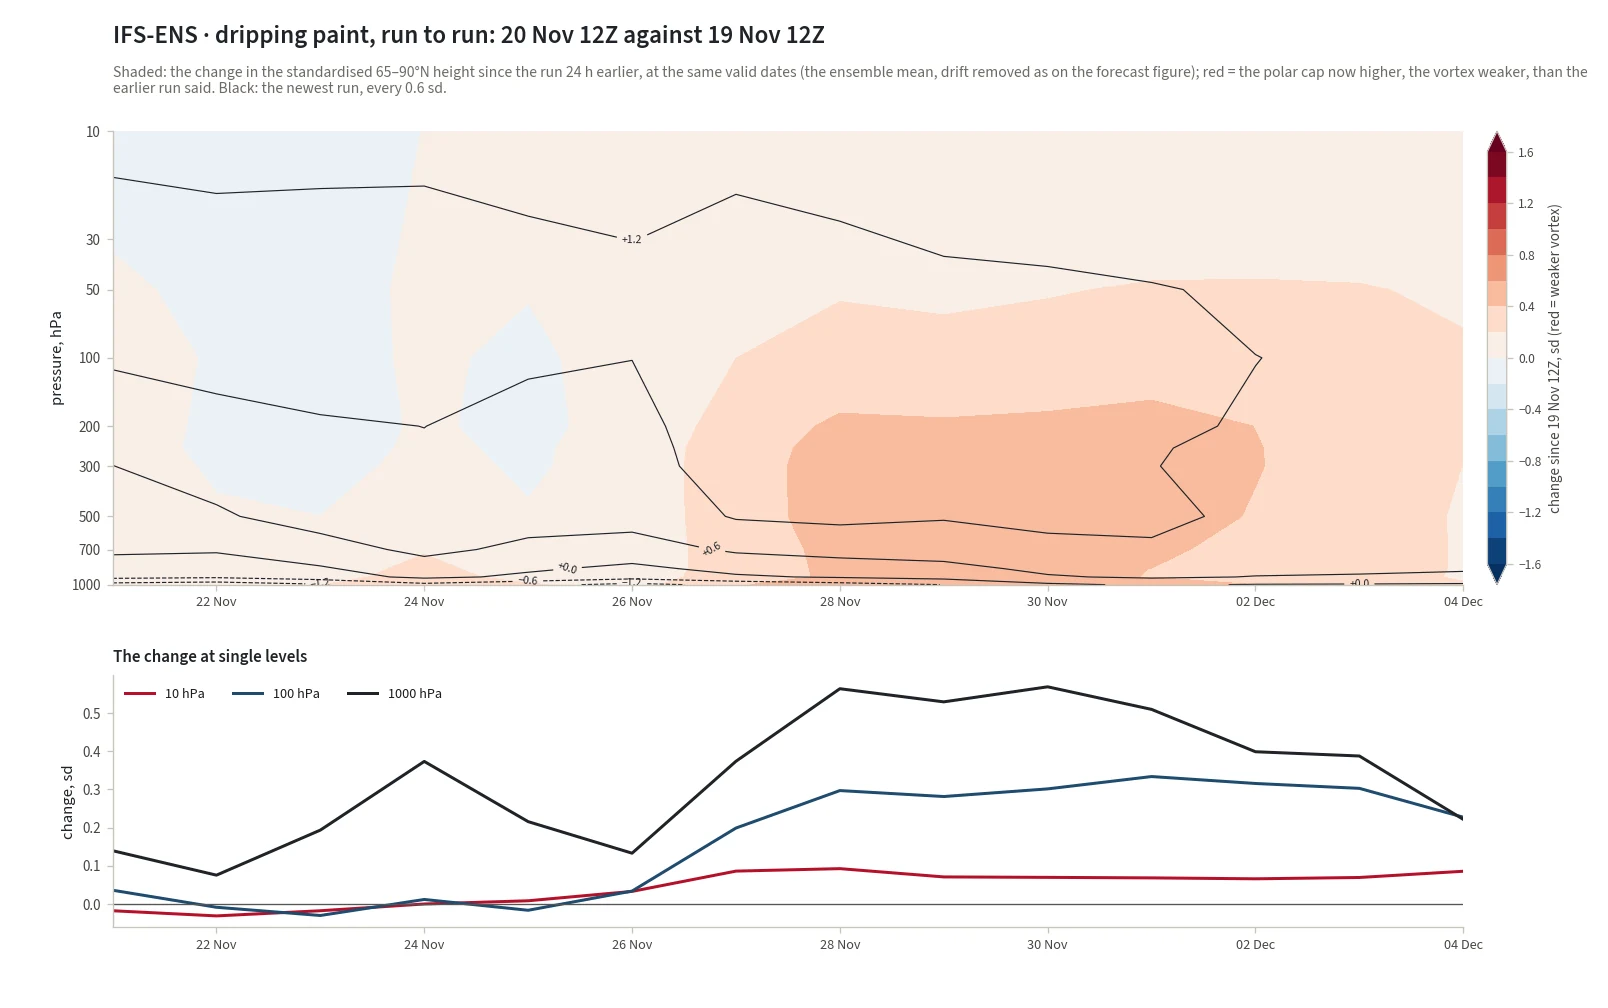 IFS-ENS · dripping paint, run to run: 20 Nov 12Z against 19 Nov 12Z
Shaded: the change in the standardised 65–90°N height since the run 24 h earlier, at the same valid dates (the ensemble mean, drift removed as on the forecast figure); red = the polar cap now higher, the vortex weaker, than the
earlier run said. Black: the newest run, every 0.6 sd.
pressure, hPa
10
30
50
100
200
300
500
700
1000
+1.2
+0.6
+0.0
−0.6
−1.2
−1.2
+0.0
22 Nov
24 Nov
26 Nov
28 Nov
30 Nov
02 Dec
04 Dec
1.6
1.2
0.8
0.4
0.0
−0.4
−0.8
−1.2
−1.6
change since 19 Nov 12Z, sd (red = weaker vortex)
The change at single levels
10 hPa
100 hPa
1000 hPa
change, sd
0.5
0.4
0.3
0.2
0.1
0.0
22 Nov
24 Nov
26 Nov
28 Nov
30 Nov
02 Dec
04 Dec